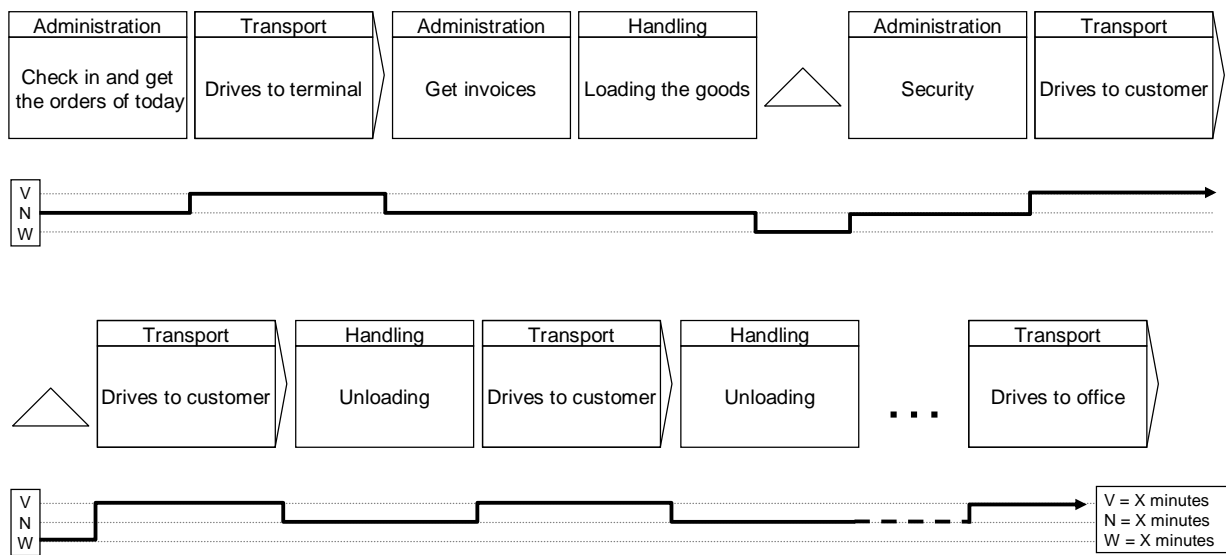 Administration
Transport
Administration
Handling
Administration
Transport
Check in and get
the orders of today
Drives to terminal
Get invoices
Loading the goods
Security
Drives to customer
V
N
W
Transport
Handling
Transport
Handling
Transport
Drives to customer
Unloading
Drives to customer
Unloading
...
Drives to office
V
N
W
V = X minutes
N = X minutes
W = X minutes